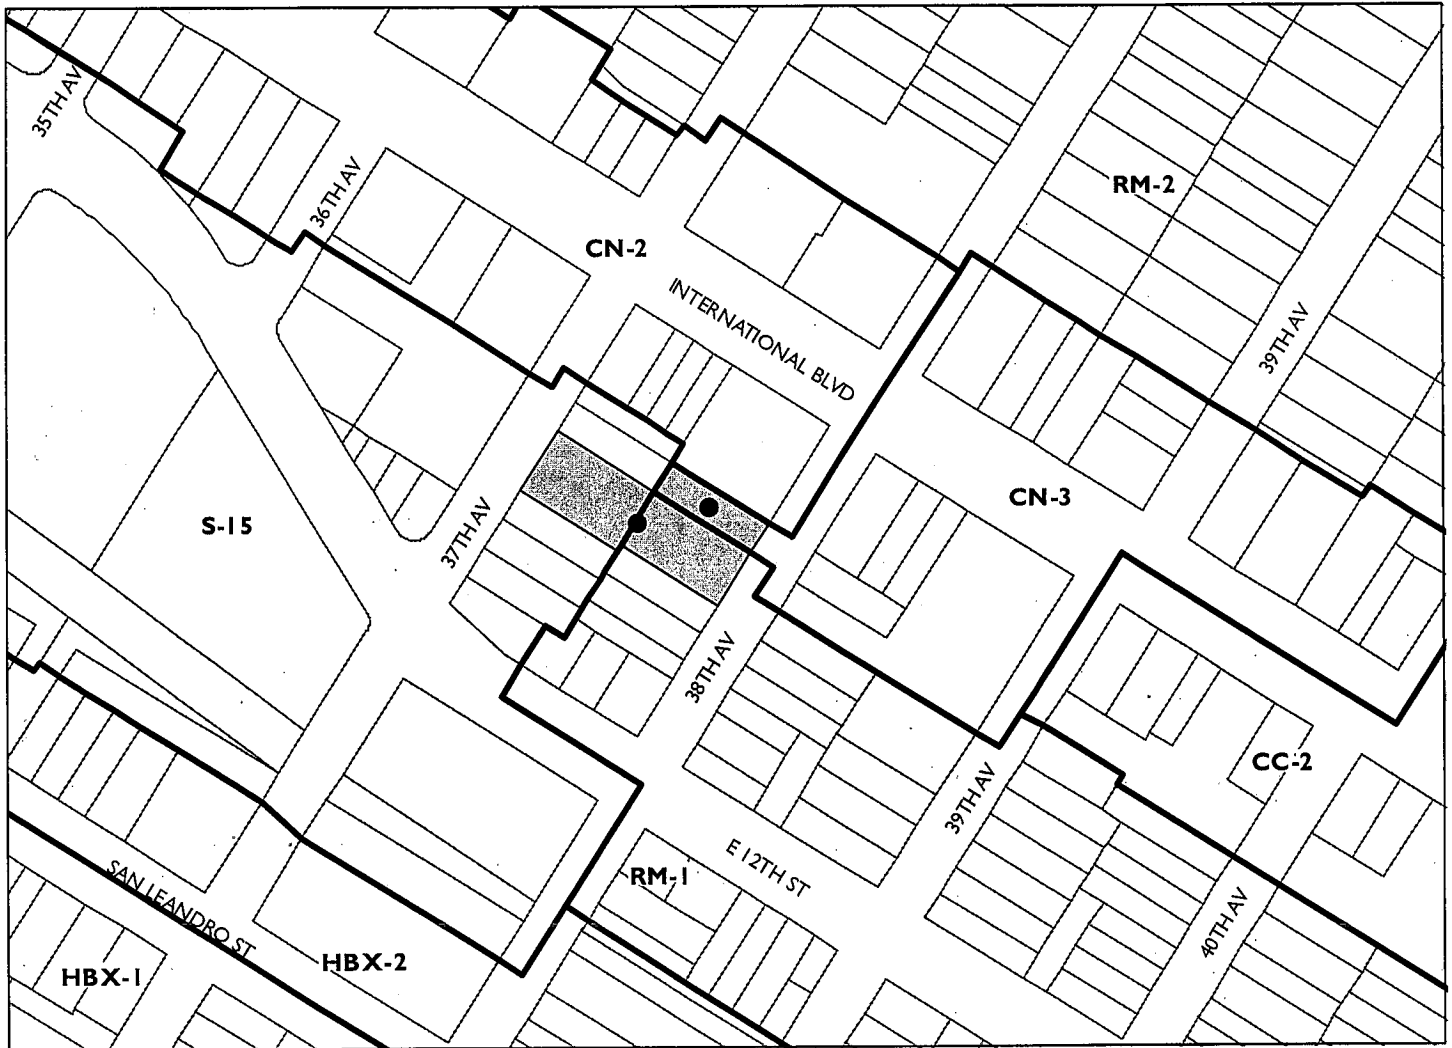 35TH AV
36TH AV
RM-2
CN-2
INTERNATIONAL BLVD
39TH AV
CN-3
S-15
37TH AV
38TH AV
CC-2
39TH AV
E 12TH ST
RM-1
SAN LEANDRO ST
40TH AV
HBX-2
HBX-1